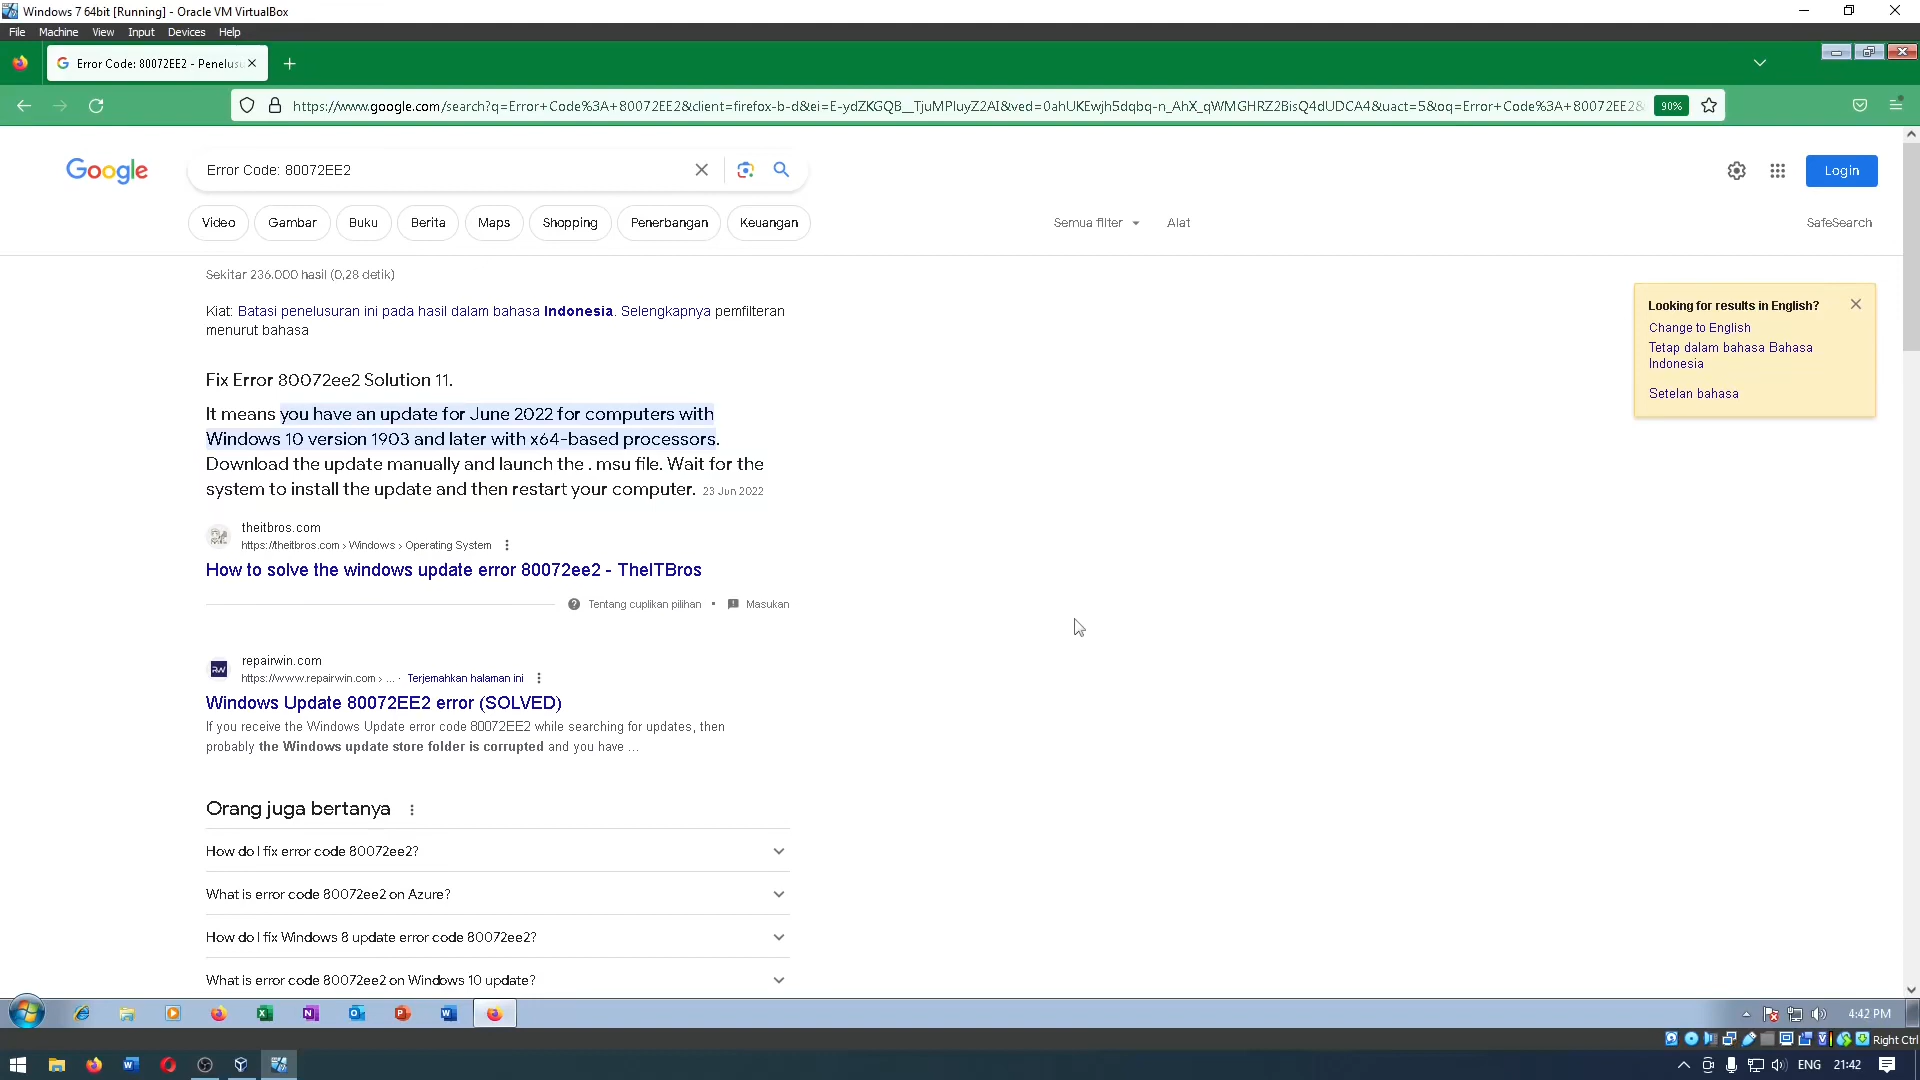 Windows 7 64bit [Running] - Oracle VM VirtualBox
File Machine View Input Devices Help
Error Code: 80072EE2 - Penelusu
https://www.google.com/search?q=Error+Code%3A+80072EE2&client=firefox-b-d&ei=E-ydZKGQB__TjuMPluyZ2AI&ved=0ahUKEwjh5dqbq-n_AhX_qWMGHRZ2BisQ4dUDCA4&uact=5&oq=Error+Code%3A+80072EE2&
90%
Google
Error Code: 80072EE2
Login
Video Gambar Buku Berita Maps Shopping Penerbangan Keuangan Semua filter Alat SafeSearch
Sekitar 236.000 hasil (0,28 detik)
Kiat: Batasi penelusuran ini pada hasil dalam bahasa Indonesia. Selengkapnya pemfilteran
menurut bahasa
Looking for results in English?
Change to English
Tetap dalam bahasa Bahasa
Indonesia
Setelan bahasa
Fix Error 80072ee2 Solution 11.
It means you have an update for June 2022 for computers with
Windows 10 version 1903 and later with x64-based processors.
Download the update manually and launch the . msu file. Wait for the
system to install the update and then restart your computer. 23 Jun 2022
theitbros.com
https://theitbros.com › Windows › Operating System
How to solve the windows update error 80072ee2 - TheITBros
Tentang cuplikan pilihan • Masukan
repairwin.com
https://www.repairwin.com › ... · Terjemahkan halaman ini
Windows Update 80072EE2 error (SOLVED)
If you receive the Windows Update error code 80072EE2 while searching for updates, then
probably the Windows update store folder is corrupted and you have ...
Orang juga bertanya
How do I fix error code 80072ee2?
What is error code 80072ee2 on Azure?
How do I fix Windows 8 update error code 80072ee2?
What is error code 80072ee2 on Windows 10 update?
4:42 PM
Right Ctrl
ENG 21:42